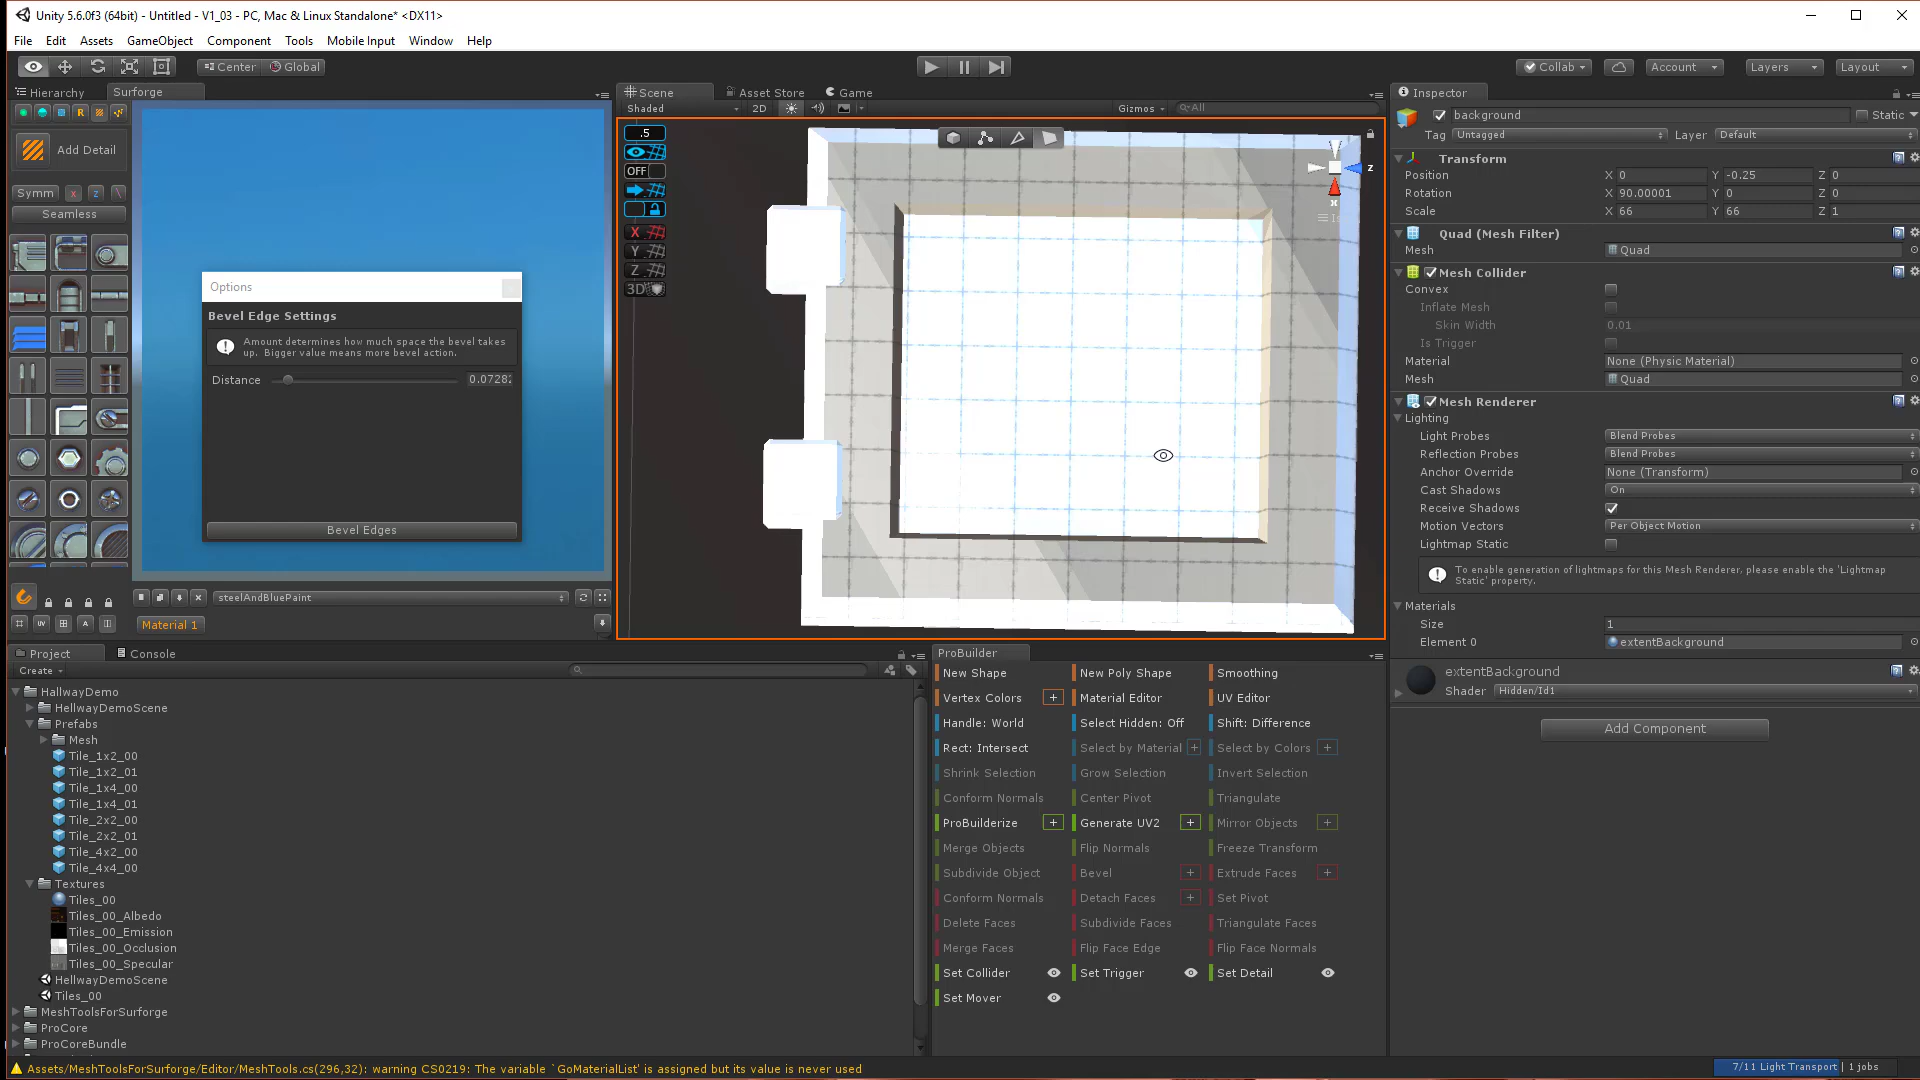 Unity 5.6.0f3 (64bit) - Untitled - V1_03 - PC, Mac & Linux Standalone* <DX11>
File Edit Assets GameObject Component Tools Mobile Input Window Help
Center Global Collab Account Layers Layout
Hierarchy Surforge
Add Detail
Symm x z
Seamless
Options
Bevel Edge Settings
Amount determines how much space the bevel takes
up. Bigger value means more bevel action.
Distance 0.0728
Bevel Edges
steelAndBluePaint
UV A
Material 1
Scene Asset Store Game
Shaded 2D Gizmos All
.5
OFF
X
Y
Z
3D
Y
z
x
Project Console
Create
HallwayDemo
HellwayDemoScene
Prefabs
Mesh
Tile_1x2_00
Tile_1x2_01
Tile_1x4_00
Tile_1x4_01
Tile_2x2_00
Tile_2x2_01
Tile_4x2_00
Tile_4x4_00
Textures
Tiles_00
Tiles_00_Albedo
Tiles_00_Emission
Tiles_00_Occlusion
Tiles_00_Specular
HellwayDemoScene
Tiles_00
MeshToolsForSurforge
ProCore
ProCoreBundle
ProBuilder
New Shape New Poly Shape Smoothing
Vertex Colors + Material Editor UV Editor
Handle: World Select Hidden: Off Shift: Difference
Rect: Intersect Select by Material + Select by Colors +
Shrink Selection Grow Selection Invert Selection
Conform Normals Center Pivot Triangulate
ProBuilderize + Generate UV2 + Mirror Objects +
Merge Objects Flip Normals Freeze Transform
Subdivide Object Bevel + Extrude Faces +
Conform Normals Detach Faces + Set Pivot
Delete Faces Subdivide Faces Triangulate Faces
Merge Faces Flip Face Edge Flip Face Normals
Set Collider Set Trigger Set Detail
Set Mover
Inspector
background Static
Tag Untagged Layer Default
Transform
Position X 0 Y -0.25 Z 0
Rotation X 90.00001 Y 0 Z 0
Scale X 66 Y 66 Z 1
Quad (Mesh Filter)
Mesh Quad
Mesh Collider
Convex
Inflate Mesh
Skin Width 0.01
Is Trigger
Material None (Physic Material)
Mesh Quad
Mesh Renderer
Lighting
Light Probes Blend Probes
Reflection Probes Blend Probes
Anchor Override None (Transform)
Cast Shadows On
Receive Shadows
Motion Vectors Per Object Motion
Lightmap Static
To enable generation of lightmaps for this Mesh Renderer, please enable the 'Lightmap
Static' property.
Materials
Size 1
Element 0 extentBackground
extentBackground
Shader Hidden/Id1
Add Component
Assets/MeshToolsForSurforge/Editor/MeshTools.cs(296,32): warning CS0219: The variable `GoMaterialList' is assigned but its value is never used
7/11 Light Transport | 1 jobs